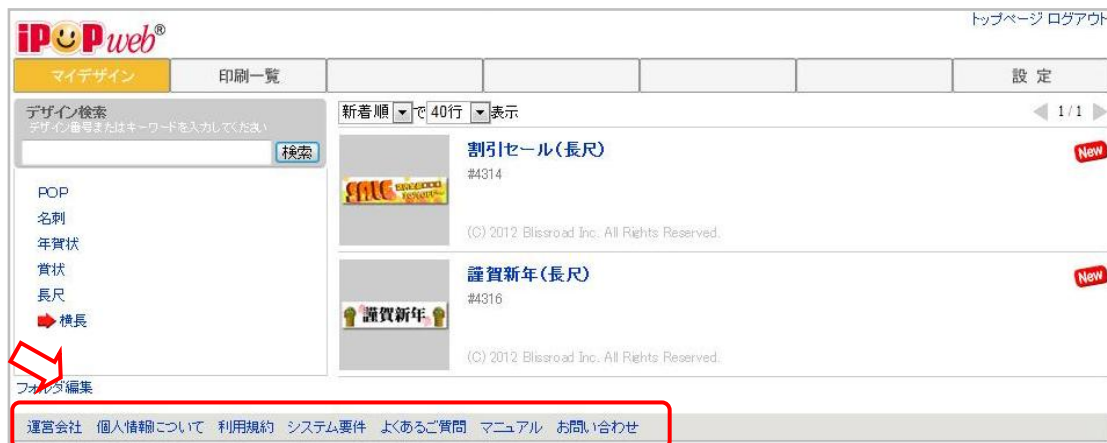 トップページ ログアウト
iPOP web®
マイデザイン 印刷一覧 設 定
デザイン検索
デザイン番号またはキーワードを入力してください
検索
POP
名刺
年賀状
賞状
長尺
横長
フォルダ編集
新着順 で 40行 表示 1/1
割引セール(長尺)
New
#4314
SALE
(C) 2012 Blissroad Inc. All Rights Reserved.
謹賀新年(長尺)
New
#4316
謹賀新年
(C) 2012 Blissroad Inc. All Rights Reserved.
運営会社 個人情報について 利用規約 システム要件 よくあるご質問 マニュアル お問い合わせ